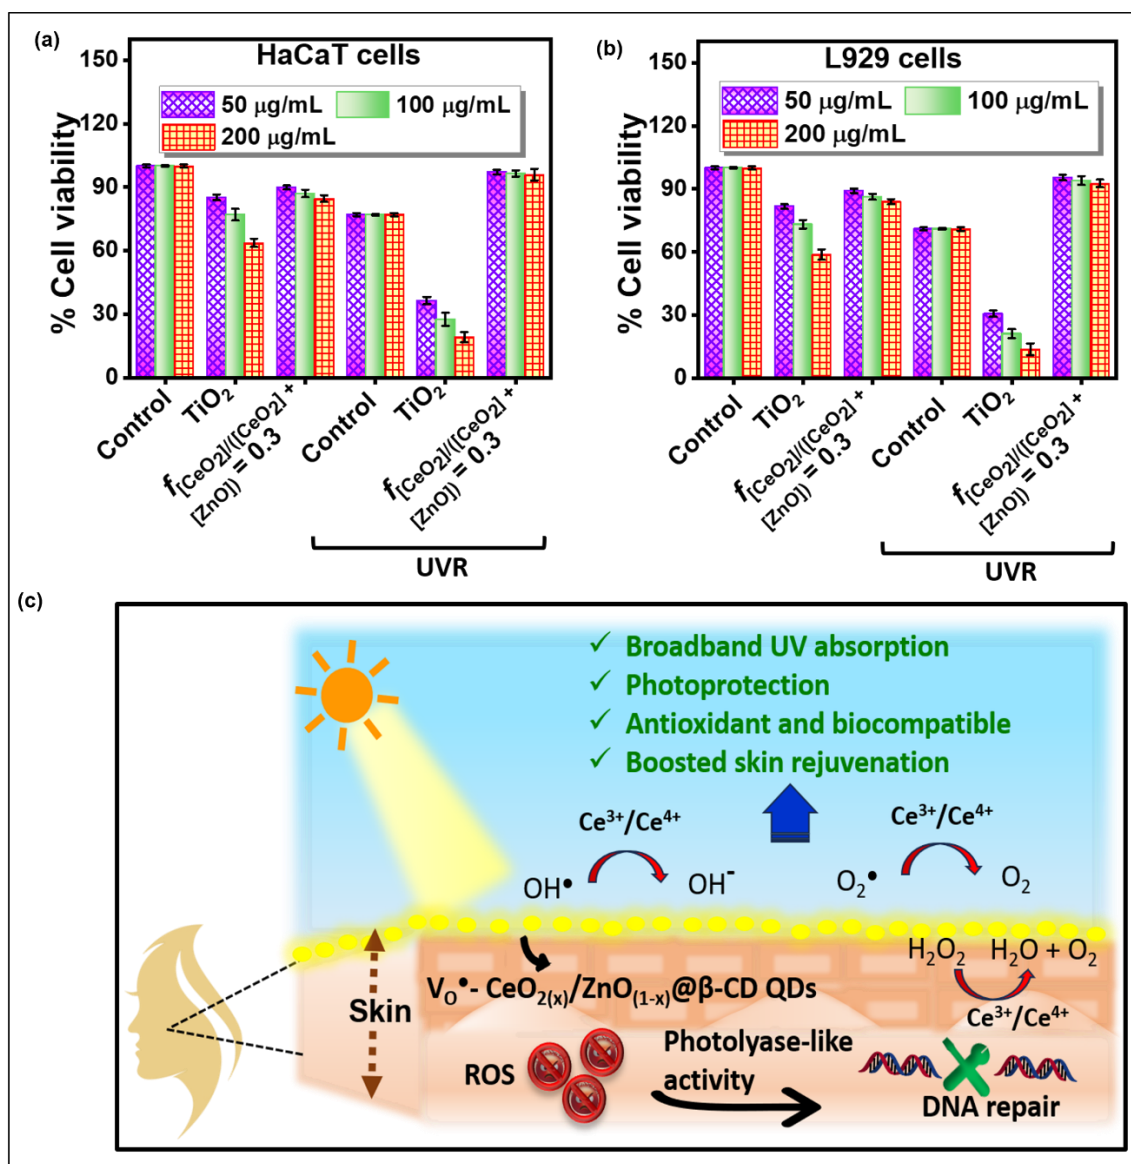 (a)
HaCaT cells
50 μg/mL 100 μg/mL
200 μg/mL
% Cell viability
150
120
90
60
30
0
Control
TiO₂
f[CeO₂]/([CeO₂] +
[ZnO]) = 0.3
Control
TiO₂
f[CeO₂]/([CeO₂] +
[ZnO]) = 0.3
UVR
(b)
L929 cells
50 μg/mL 100 μg/mL
200 μg/mL
% Cell viability
150
120
90
60
30
0
Control
TiO₂
f[CeO₂]/([CeO₂] +
[ZnO]) = 0.3
Control
TiO₂
f[CeO₂]/([CeO₂] +
[ZnO]) = 0.3
UVR
(c)
✓ Broadband UV absorption
✓ Photoprotection
✓ Antioxidant and biocompatible
✓ Boosted skin rejuvenation
Ce³⁺/Ce⁴⁺
OH• OH⁻
Ce³⁺/Ce⁴⁺
O₂• O₂
H₂O₂ H₂O + O₂
Ce³⁺/Ce⁴⁺
Vₒ•- CeO₂₍ₓ₎/ZnO₍₁₋ₓ₎@β-CD QDs
Skin
ROS
Photolyase-like
activity
DNA repair